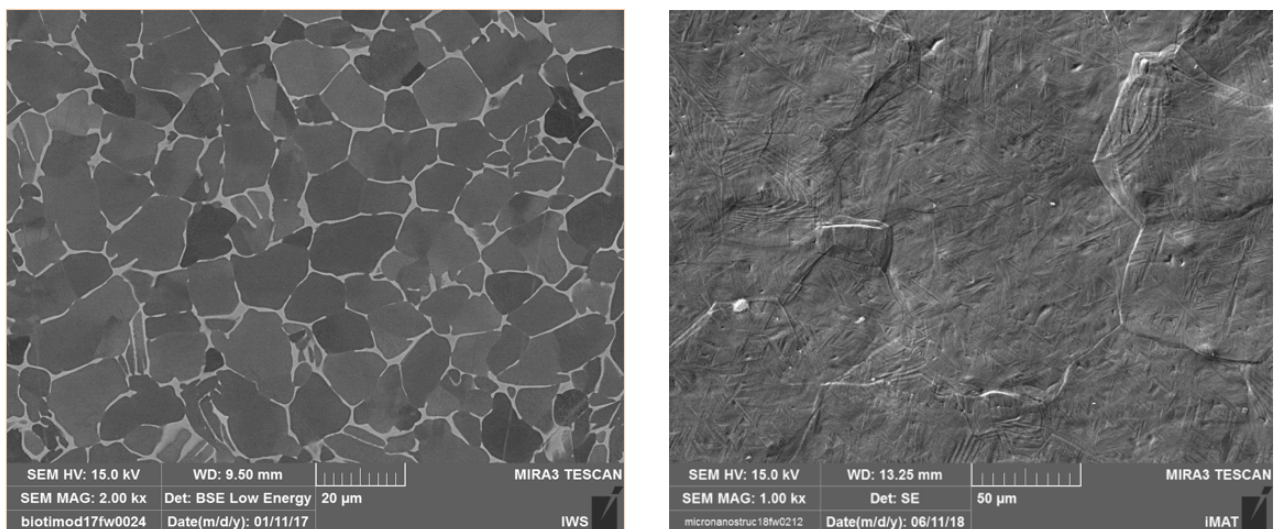 SEM HV: 15.0 kV WD: 9.50 mm MIRA3 TESCAN
SEM MAG: 2.00 kx Det: BSE Low Energy 20 µm
biotimod17fw0024 Date(m/d/y): 01/11/17 IWS
SEM HV: 15.0 kV WD: 13.25 mm MIRA3 TESCAN
SEM MAG: 1.00 kx Det: SE 50 µm
micronanostruc18fw0212 Date(m/d/y): 06/11/18 iMAT